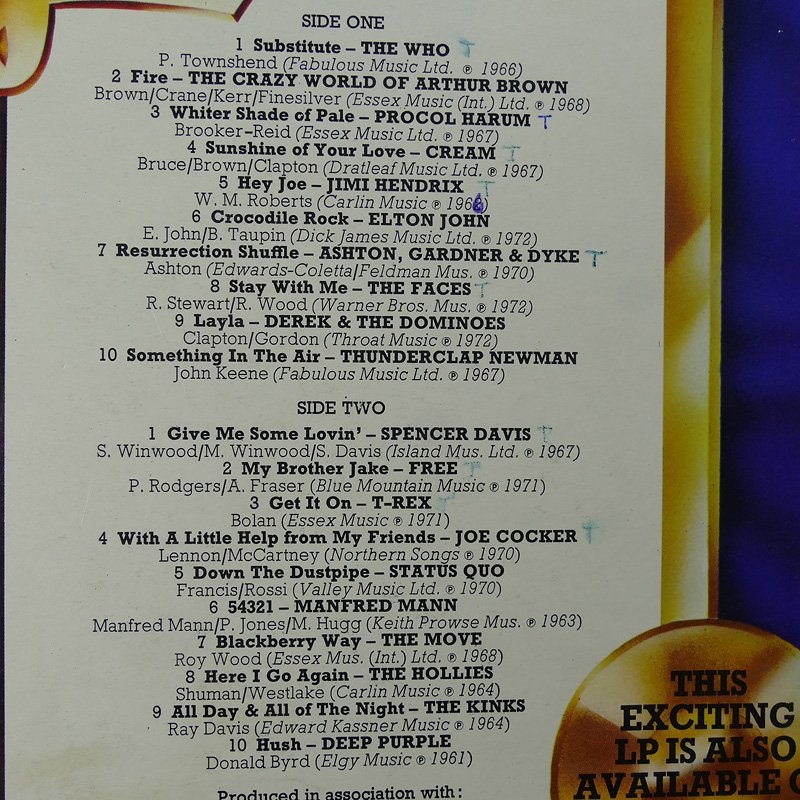 SIDE ONE
1 Substitute – THE WHO T
P. Townshend (Fabulous Music Ltd. ℗ 1966)
2 Fire – THE CRAZY WORLD OF ARTHUR BROWN
Brown/Crane/Kerr/Finesilver (Essex Music (Int.) Ltd. ℗ 1968)
3 Whiter Shade of Pale – PROCOL HARUM T
Brooker–Reid (Essex Music Ltd. ℗ 1967)
4 Sunshine of Your Love – CREAM T
Bruce/Brown/Clapton (Dratleaf Music Ltd. ℗ 1967)
5 Hey Joe – JIMI HENDRIX T
W. M. Roberts (Carlin Music ℗ 196)
6 Crocodile Rock – ELTON JOHN
E. John/B. Taupin (Dick James Music Ltd. ℗ 1972)
7 Resurrection Shuffle – ASHTON, GARDNER & DYKE T
Ashton (Edwards-Coletta/Feldman Mus. ℗ 1970)
8 Stay With Me – THE FACES T
R. Stewart/R. Wood (Warner Bros. Mus. ℗ 1972)
9 Layla – DEREK & THE DOMINOES
Clapton/Gordon (Throat Music ℗ 1972)
10 Something In The Air – THUNDERCLAP NEWMAN
John Keene (Fabulous Music Ltd. ℗ 1967)
SIDE TWO
1 Give Me Some Lovin' – SPENCER DAVIS T
S. Winwood/M. Winwood/S. Davis (Island Mus. Ltd. ℗ 1967)
2 My Brother Jake – FREE T
P. Rodgers/A. Fraser (Blue Mountain Music ℗ 1971)
3 Get It On – T-REX
Bolan (Essex Music ℗ 1971)
4 With A Little Help from My Friends – JOE COCKER T
Lennon/McCartney (Northern Songs ℗ 1970)
5 Down The Dustpipe – STATUS QUO
Francis/Rossi (Valley Music Ltd. ℗ 1970)
6 54321 – MANFRED MANN
Manfred Mann/P. Jones/M. Hugg (Keith Prowse Mus. ℗ 1963)
7 Blackberry Way – THE MOVE
Roy Wood (Essex Mus. (Int.) Ltd. ℗ 1968)
8 Here I Go Again – THE HOLLIES
Shuman/Westlake (Carlin Music ℗ 1964)
9 All Day & All of The Night – THE KINKS
Ray Davis (Edward Kassner Music ℗ 1964)
10 Hush – DEEP PURPLE
Donald Byrd (Elgy Music ℗ 1961)
Produced in association with:
THIS
EXCITING
LP IS ALSO
AVAILABLE